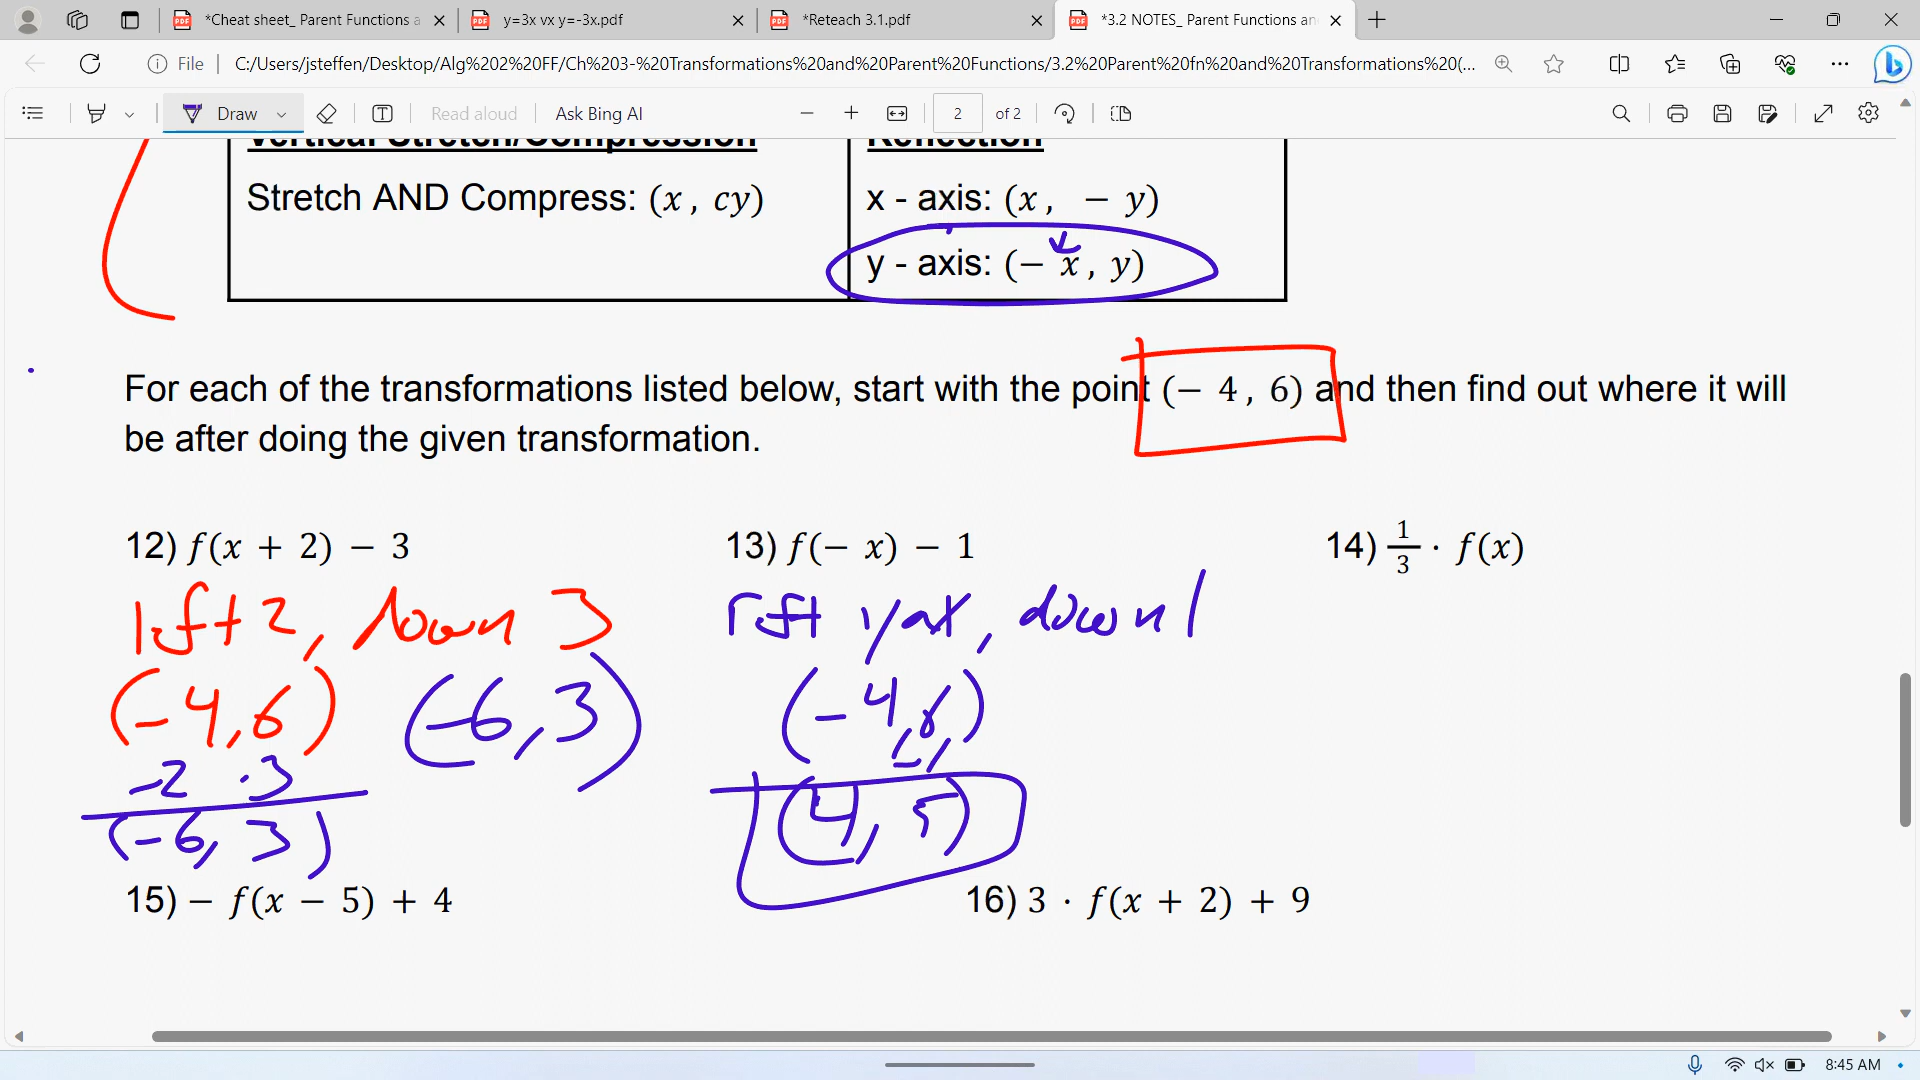 *Cheat sheet_ Parent Functions a
y=3x vx y=-3x.pdf
*Reteach 3.1.pdf
*3.2 NOTES_ Parent Functions an
File
C:/Users/jsteffen/Desktop/Alg%202%20FF/Ch%203-%20Transformations%20and%20Parent%20Functions/3.2%20Parent%20fn%20and%20Transformations%20(...
Draw
Read aloud
Ask Bing AI
2 of 2
Vertical Stretch/Compression
Reflection
Stretch AND Compress: (x, cy)
x - axis: (x, − y)
y - axis: (− x, y)
For each of the transformations listed below, start with the point (− 4, 6) and then find out where it will
be after doing the given transformation.
12) f(x + 2) − 3
13) f(− x) − 1
14) 1/3 · f(x)
left 2, down 3
down 1
(-4,6)
(-6,3)
(-4,6)
-2 -3
(-6, 3)
(4, 5)
15) − f(x − 5) + 4
16) 3 · f(x + 2) + 9
8:45 AM